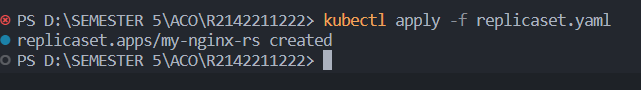 PS D:\SEMESTER 5\ACO\R2142211222> kubectl apply -f replicaset.yaml
replicaset.apps/my-nginx-rs created
PS D:\SEMESTER 5\ACO\R2142211222>